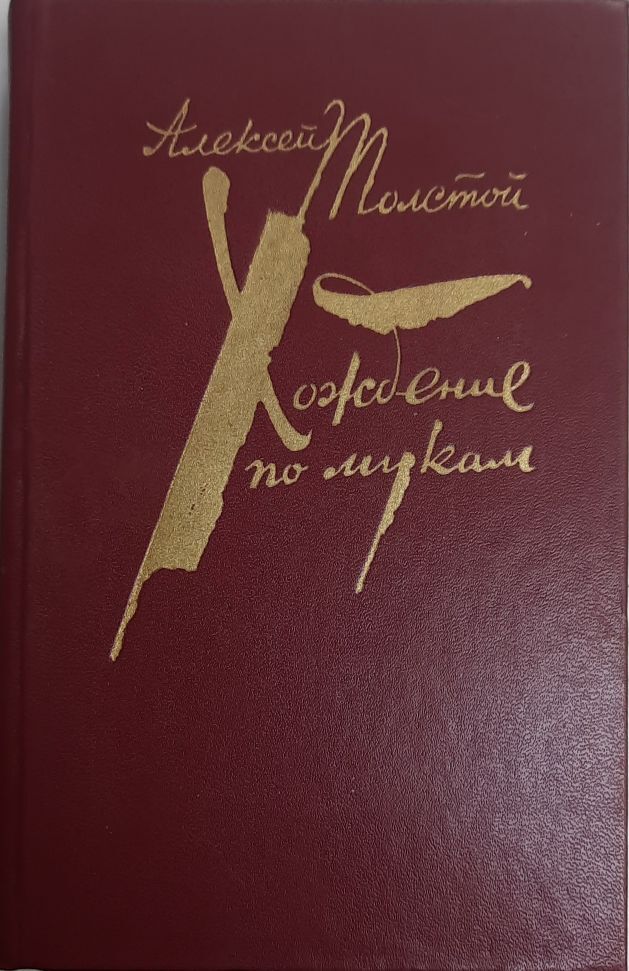 Алексей Толстой
Хождение
по мукам